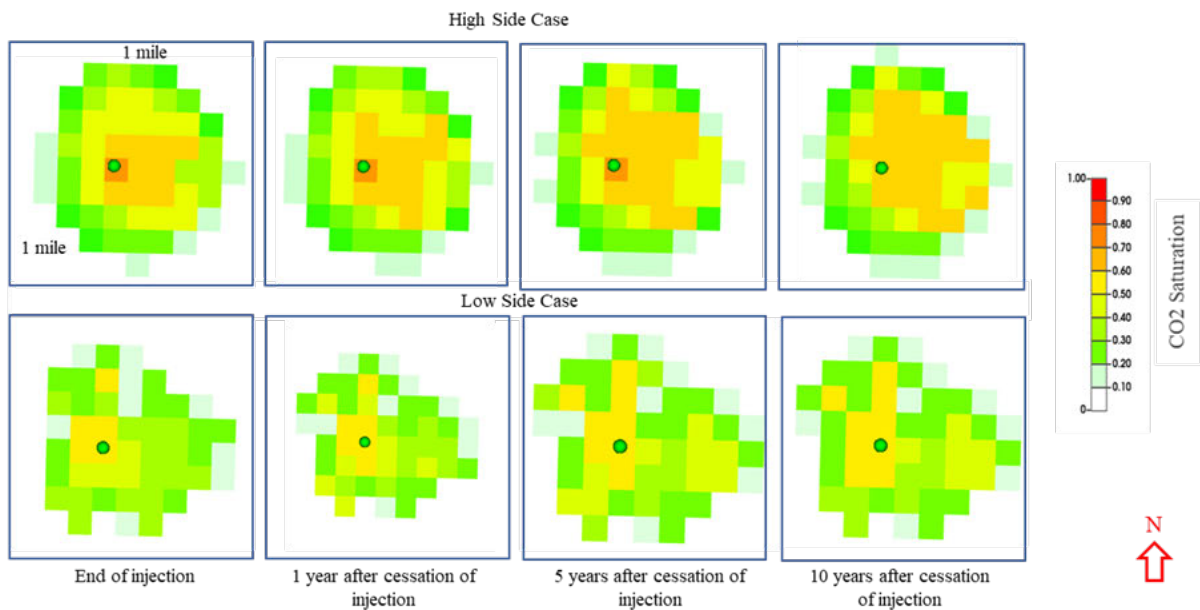 High Side Case
1 mile
1 mile
Low Side Case
1.00
0.90
0.80
0.70
0.60
0.50
0.40
0.30
0.20
0.10
0
CO2 Saturation
N
End of injection
1 year after cessation of
injection
5 years after cessation of
injection
10 years after cessation
of injection